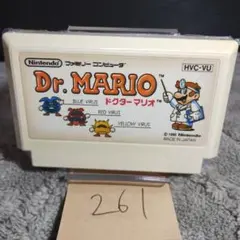 Nintendo ファミリー コンピュータ
HVC-VU
Dr. MARIO™
ドクターマリオ
BLUE VIRUS
RED VIRUS
YELLOW VIRUS
MADE IN JAPAN
261